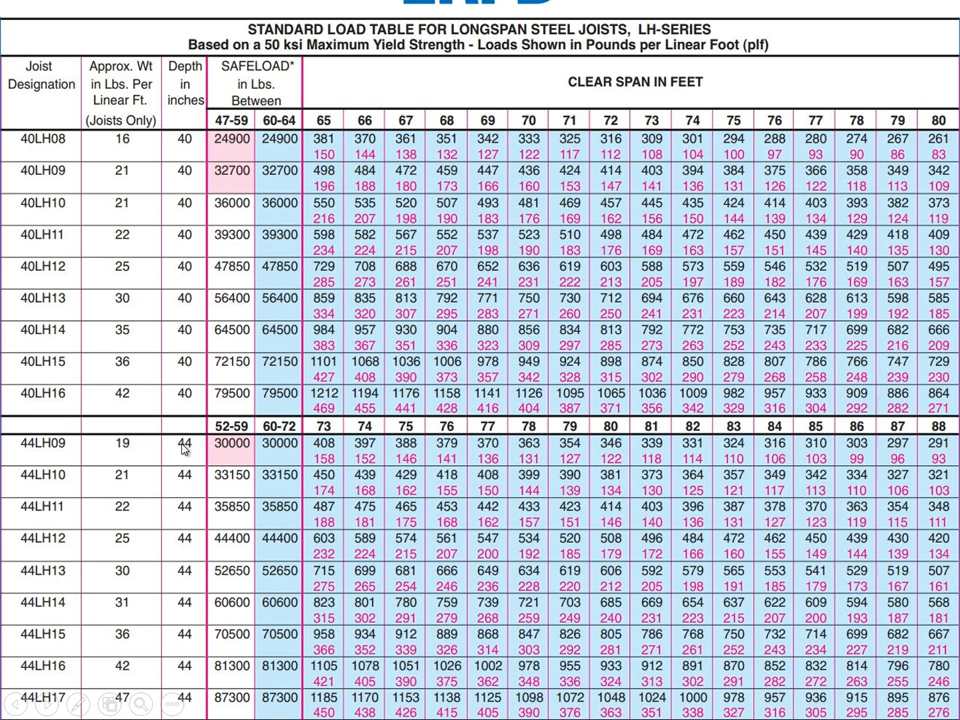 STANDARD LOAD TABLE FOR LONGSPAN STEEL JOISTS, LH-SERIES
Based on a 50 ksi Maximum Yield Strength - Loads Shown in Pounds per Linear Foot (plf)
Joist Designation Approx. Wt in Lbs. Per Linear Ft. (Joists Only) Depth in inches SAFELOAD* in Lbs. Between CLEAR SPAN IN FEET
47-59 60-64 65 66 67 68 69 70 71 72 73 74 75 76 77 78 79 80
40LH08 16 40 24900 24900 381 370 361 351 342 333 325 316 309 301 294 288 280 274 267 261
150 144 138 132 127 122 117 112 108 104 100 97 93 90 86 83
40LH09 21 40 32700 32700 498 484 472 459 447 436 424 414 403 394 384 375 366 358 349 342
196 188 180 173 166 160 153 147 141 136 131 126 122 118 113 109
40LH10 21 40 36000 36000 550 535 520 507 493 481 469 457 445 435 424 414 403 393 382 373
216 207 198 190 183 176 169 162 156 150 144 139 134 129 124 119
40LH11 22 40 39300 39300 598 582 567 552 537 523 510 498 484 472 462 450 439 429 418 409
234 224 215 207 198 190 183 176 169 163 157 151 145 140 135 130
40LH12 25 40 47850 47850 729 708 688 670 652 636 619 603 588 573 559 546 532 519 507 495
285 273 261 251 241 231 222 213 205 197 189 182 176 169 163 157
40LH13 30 40 56400 56400 859 835 813 792 771 750 730 712 694 676 660 643 628 613 598 585
334 320 307 295 283 271 260 250 241 231 223 214 207 199 192 185
40LH14 35 40 64500 64500 984 957 930 904 880 856 834 813 792 772 753 735 717 699 682 666
383 367 351 336 323 309 297 285 273 263 252 243 233 225 216 209
40LH15 36 40 72150 72150 1101 1068 1036 1006 978 949 924 898 874 850 828 807 786 766 747 729
427 408 390 373 357 342 328 315 302 290 279 268 258 248 239 230
40LH16 42 40 79500 79500 1212 1194 1176 1158 1141 1126 1095 1065 1036 1009 982 957 933 909 886 864
469 455 441 428 416 404 387 371 356 342 329 316 304 292 282 271
52-59 60-72 73 74 75 76 77 78 79 80 81 82 83 84 85 86 87 88
44LH09 19 44 30000 30000 408 397 388 379 370 363 354 346 339 331 324 316 310 303 297 291
158 152 146 141 136 131 127 122 118 114 110 106 103 99 96 93
44LH10 21 44 33150 33150 450 439 429 418 408 399 390 381 373 364 357 349 342 334 327 321
174 168 162 155 150 144 139 134 130 125 121 117 113 110 106 103
44LH11 22 44 35850 35850 487 475 465 453 442 433 423 414 403 396 387 378 370 363 354 348
188 181 175 168 162 157 151 146 140 136 131 127 123 119 115 111
44LH12 25 44 44400 44400 603 589 574 561 547 534 520 508 496 484 472 462 450 439 430 420
232 224 215 207 200 192 185 179 172 166 160 155 149 144 139 134
44LH13 30 44 52650 52650 715 699 681 666 649 634 619 606 592 579 565 553 541 529 519 507
275 265 254 246 236 228 220 212 205 198 191 185 179 173 167 161
44LH14 31 44 60600 60600 823 801 780 759 739 721 703 685 669 654 637 622 609 594 580 568
315 302 291 279 268 259 249 240 231 223 215 207 200 193 187 181
44LH15 36 44 70500 70500 958 934 912 889 868 847 826 805 786 768 750 732 714 699 682 667
366 352 339 326 314 303 292 281 271 261 252 243 234 227 219 211
44LH16 42 44 81300 81300 1105 1078 1051 1026 1002 978 955 933 912 891 870 852 832 814 796 780
421 405 390 375 362 348 336 324 313 302 291 282 272 263 255 246
44LH17 47 44 87300 87300 1185 1170 1153 1138 1125 1098 1072 1048 1024 1000 978 957 936 915 895 876
450 438 426 415 405 390 376 363 351 338 327 316 305 295 285 276